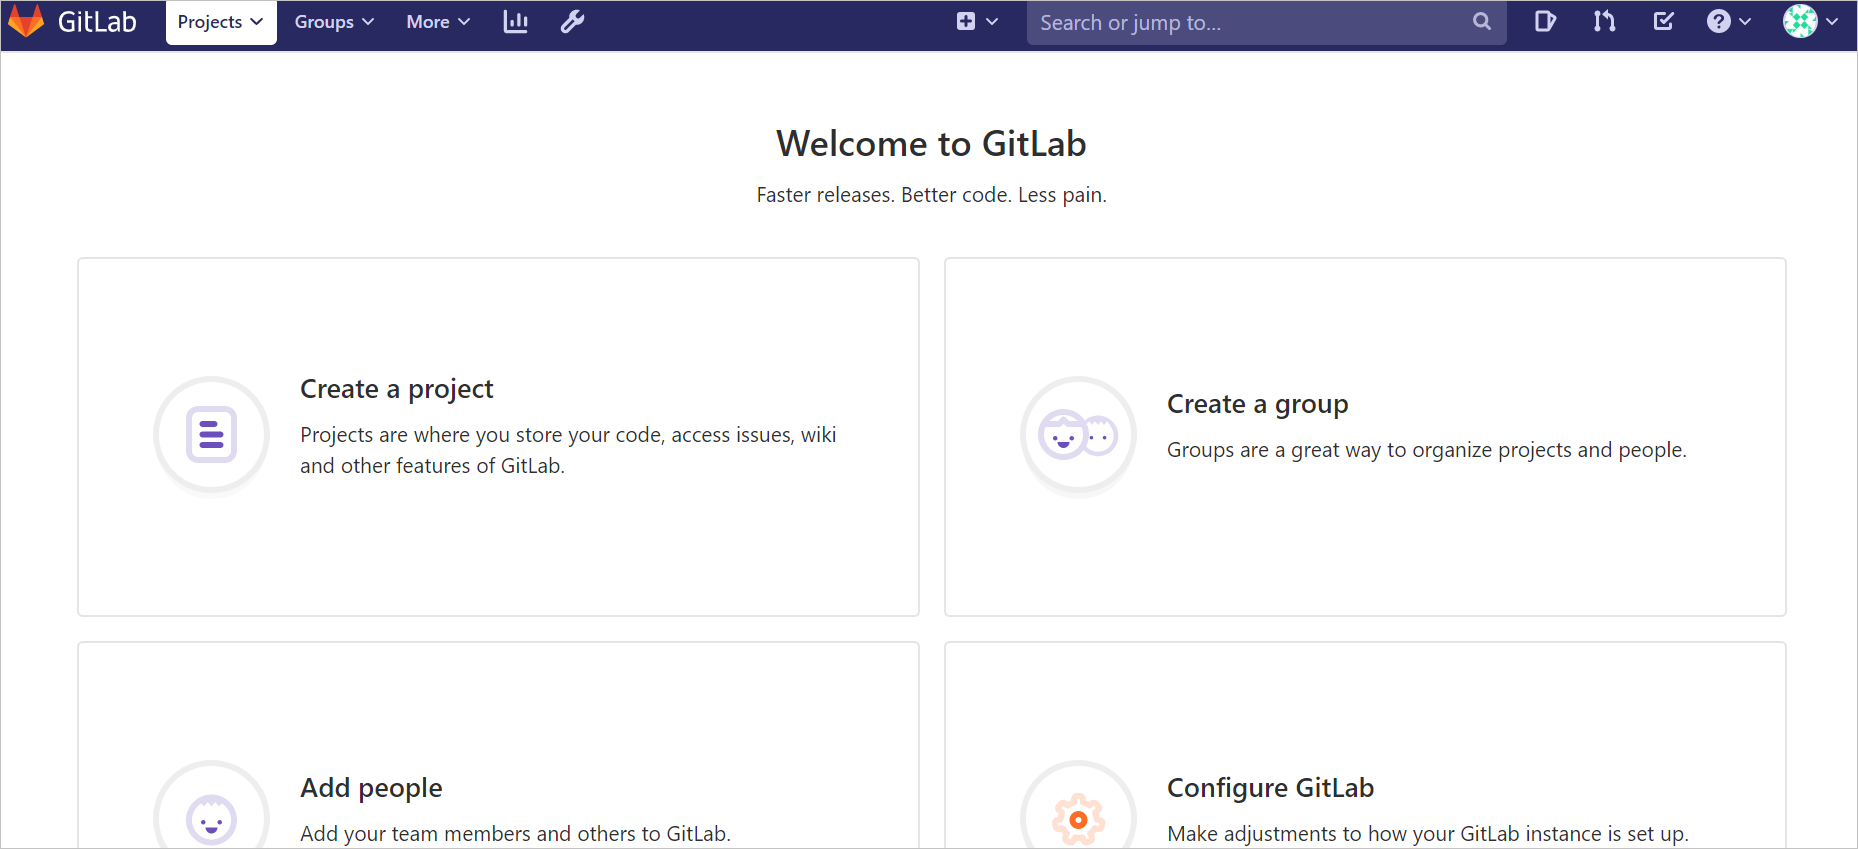 GitLab Projects Groups More Search or jump to...
Welcome to GitLab
Faster releases. Better code. Less pain.
Create a project
Projects are where you store your code, access issues, wiki
and other features of GitLab.
Create a group
Groups are a great way to organize projects and people.
Add people
Add your team members and others to GitLab.
Configure GitLab
Make adjustments to how your GitLab instance is set up.